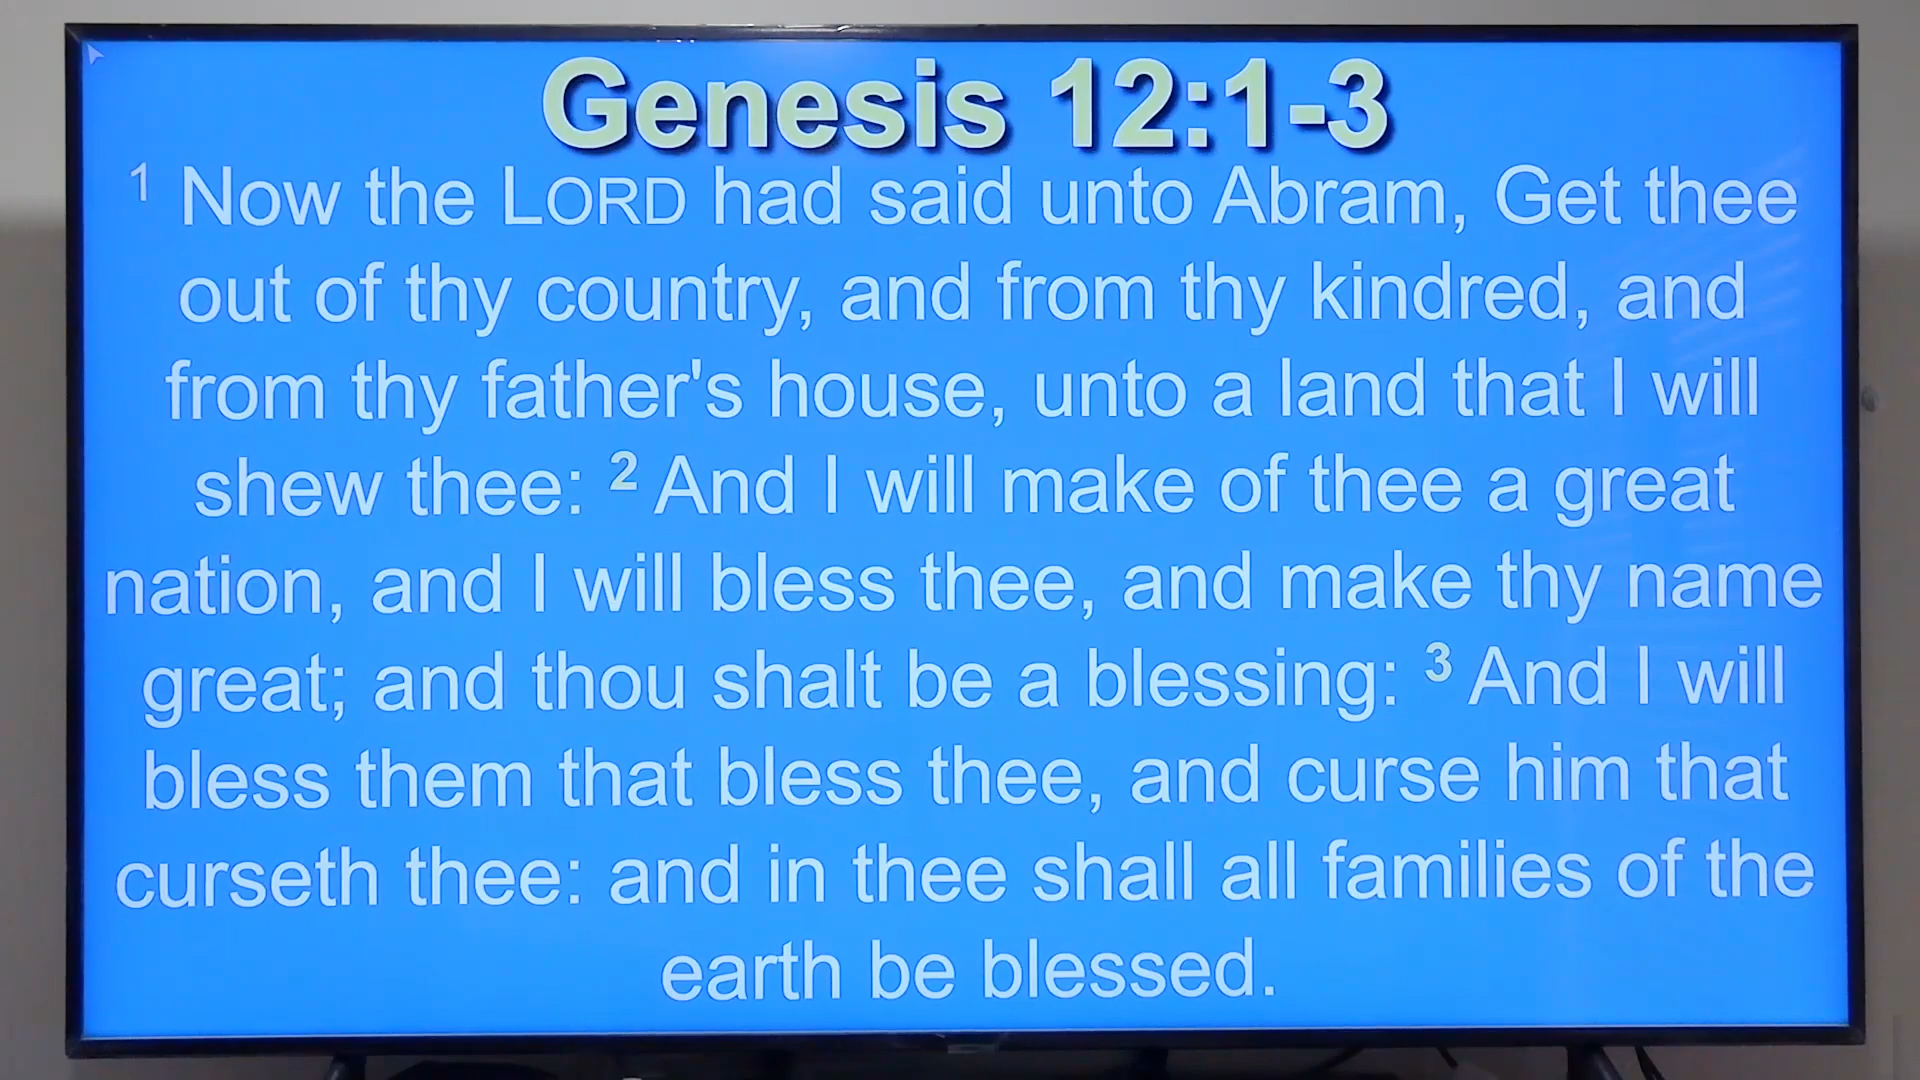 Genesis 12:1-3
1 Now the LORD had said unto Abram, Get thee
out of thy country, and from thy kindred, and
from thy father's house, unto a land that I will
shew thee: 2 And I will make of thee a great
nation, and I will bless thee, and make thy name
great; and thou shalt be a blessing: 3 And I will
bless them that bless thee, and curse him that
curseth thee: and in thee shall all families of the
earth be blessed.